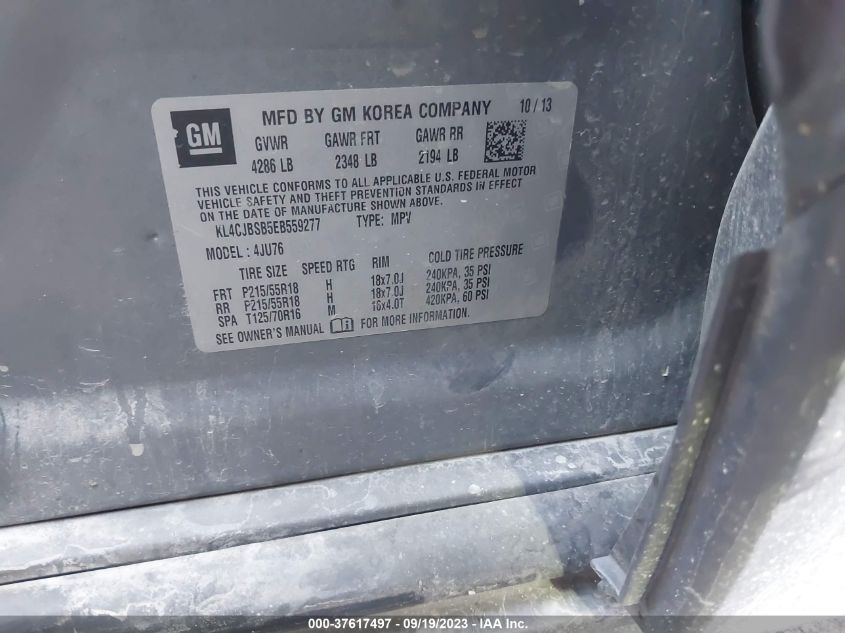 GM
MFD BY GM KOREA COMPANY 10/13
GVWR GAWR FRT GAWR RR
4286 LB 2348 LB 2194 LB
THIS VEHICLE CONFORMS TO ALL APPLICABLE U.S. FEDERAL MOTOR
VEHICLE SAFETY AND THEFT PREVENTION STANDARDS IN EFFECT
ON THE DATE OF MANUFACTURE SHOWN ABOVE.
KL4CJBSB5EB559277 TYPE: MPV
MODEL: 4JU76
TIRE SIZE SPEED RTG RIM COLD TIRE PRESSURE
FRT P215/55R18 H 18x7.0J 240KPA, 35 PSI
RR P215/55R18 H 18x7.0J 240KPA, 35 PSI
SPA T125/70R16 M 16x4.0T 420KPA, 60 PSI
SEE OWNER'S MANUAL FOR MORE INFORMATION.
000-37617497 - 09/19/2023 - IAAI Inc.